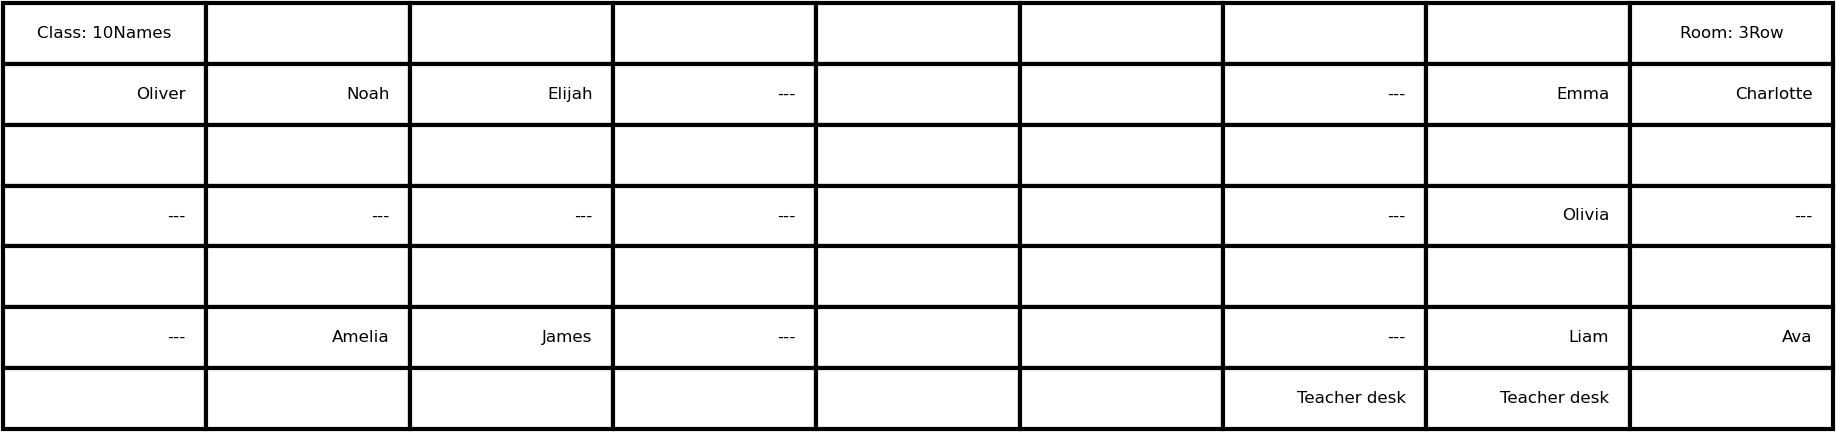 Class: 10Names Room: 3Row
Oliver Noah Elijah --- --- Emma Charlotte
--- --- --- --- --- Olivia ---
--- Amelia James --- --- Liam Ava
Teacher desk Teacher desk